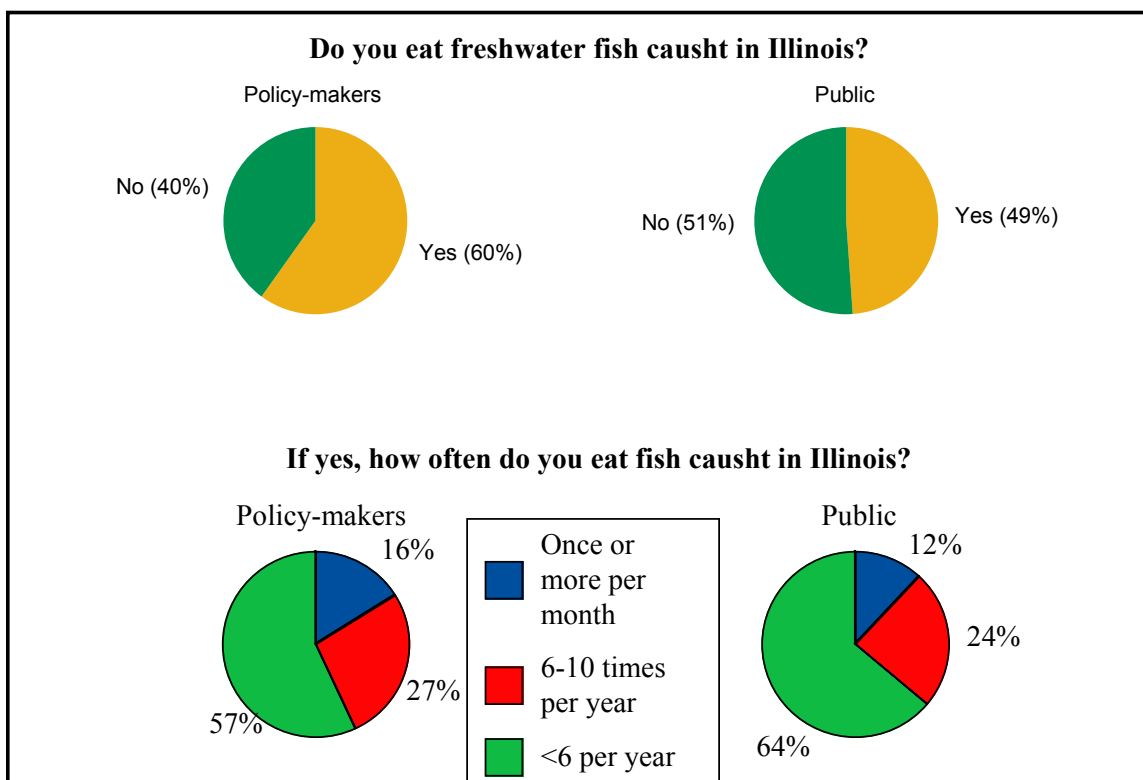 Do you eat freshwater fish causht in Illinois?
Policy-makers
Public
No (40%)
Yes (60%)
No (51%)
Yes (49%)
If yes, how often do you eat fish causht in Illinois?
Policy-makers
Public
16%
27%
57%
Once or
more per
month
6-10 times
per year
<6 per year
12%
24%
64%